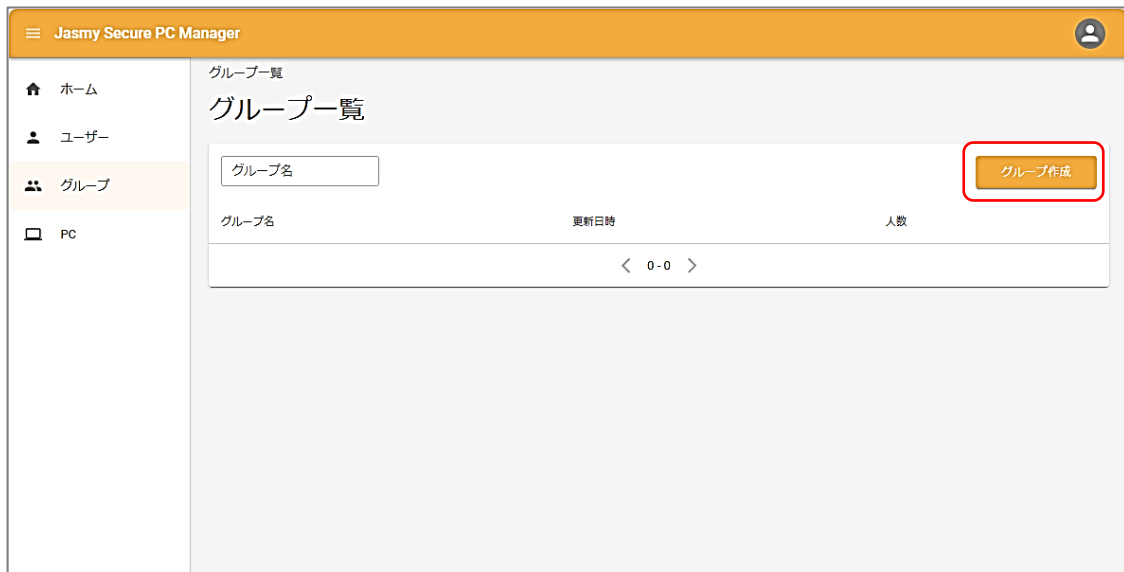 Jasmy Secure PC Manager
ホーム
ユーザー
グループ
PC
グループ一覧
グループ一覧
グループ名
グループ作成
グループ名 更新日時 人数
0-0